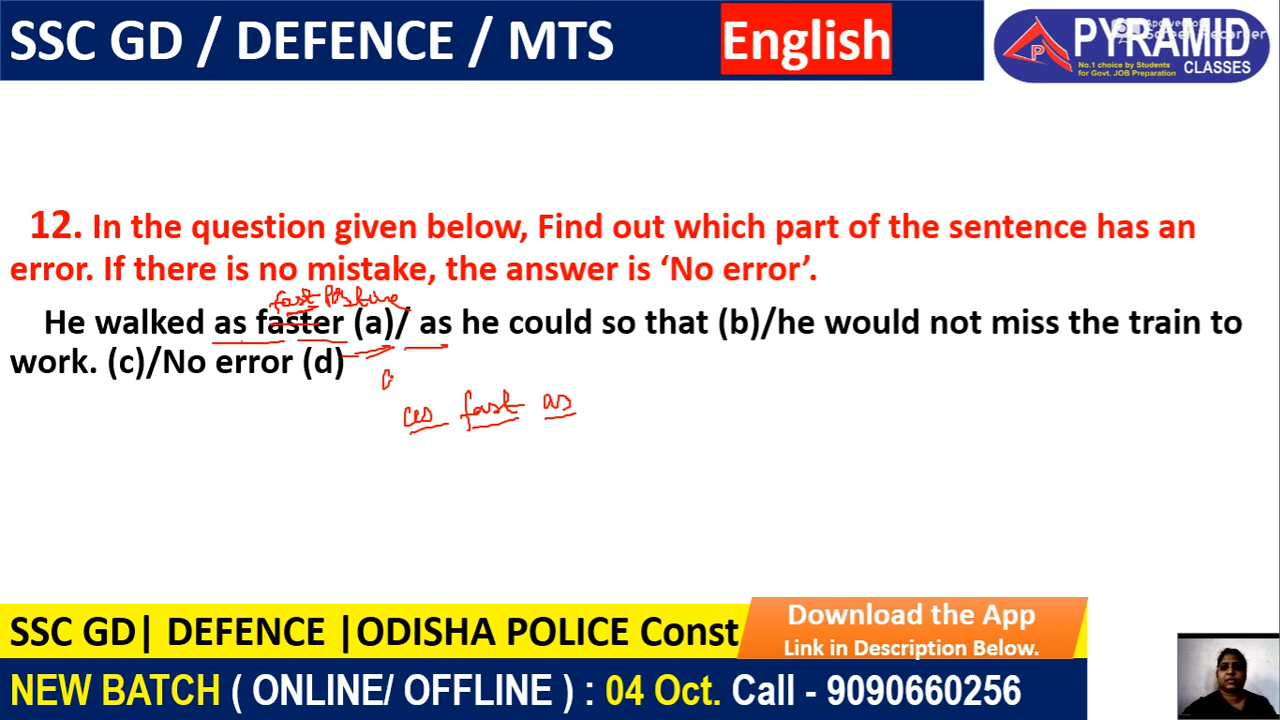 SSC GD / DEFENCE / MTS
English
PYRAMID
CLASSES
No.1 choice by Students
for Govt. JOB Preparation
12. In the question given below, Find out which part of the sentence has an
error. If there is no mistake, the answer is ‘No error’.
fast Positive
He walked as faster (a)/ as he could so that (b)/he would not miss the train to
work. (c)/No error (d)
as fast as
SSC GD| DEFENCE |ODISHA POLICE Const
Download the App
Link in Description Below.
NEW BATCH ( ONLINE/ OFFLINE ) : 04 Oct. Call - 9090660256